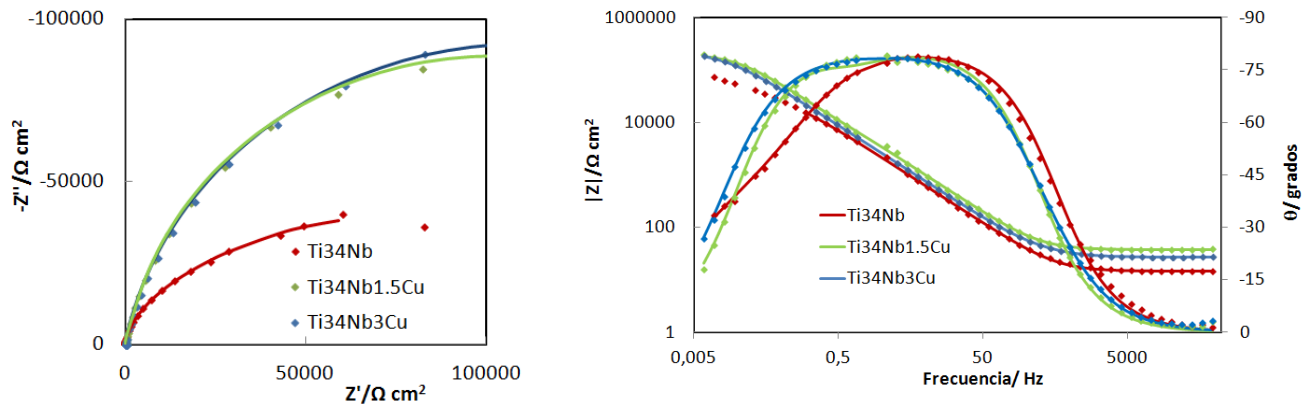 -100000
-50000
0
-Z''/Ω cm²
Ti34Nb
Ti34Nb1.5Cu
Ti34Nb3Cu
0
50000
100000
Z'/Ω cm²
1000000
10000
100
1
|Z|/Ω cm²
Ti34Nb
Ti34Nb1.5Cu
Ti34Nb3Cu
-90
-75
-60
-45
-30
-15
0
θ/ grados
0,005
0,5
50
5000
Frecuencia/ Hz